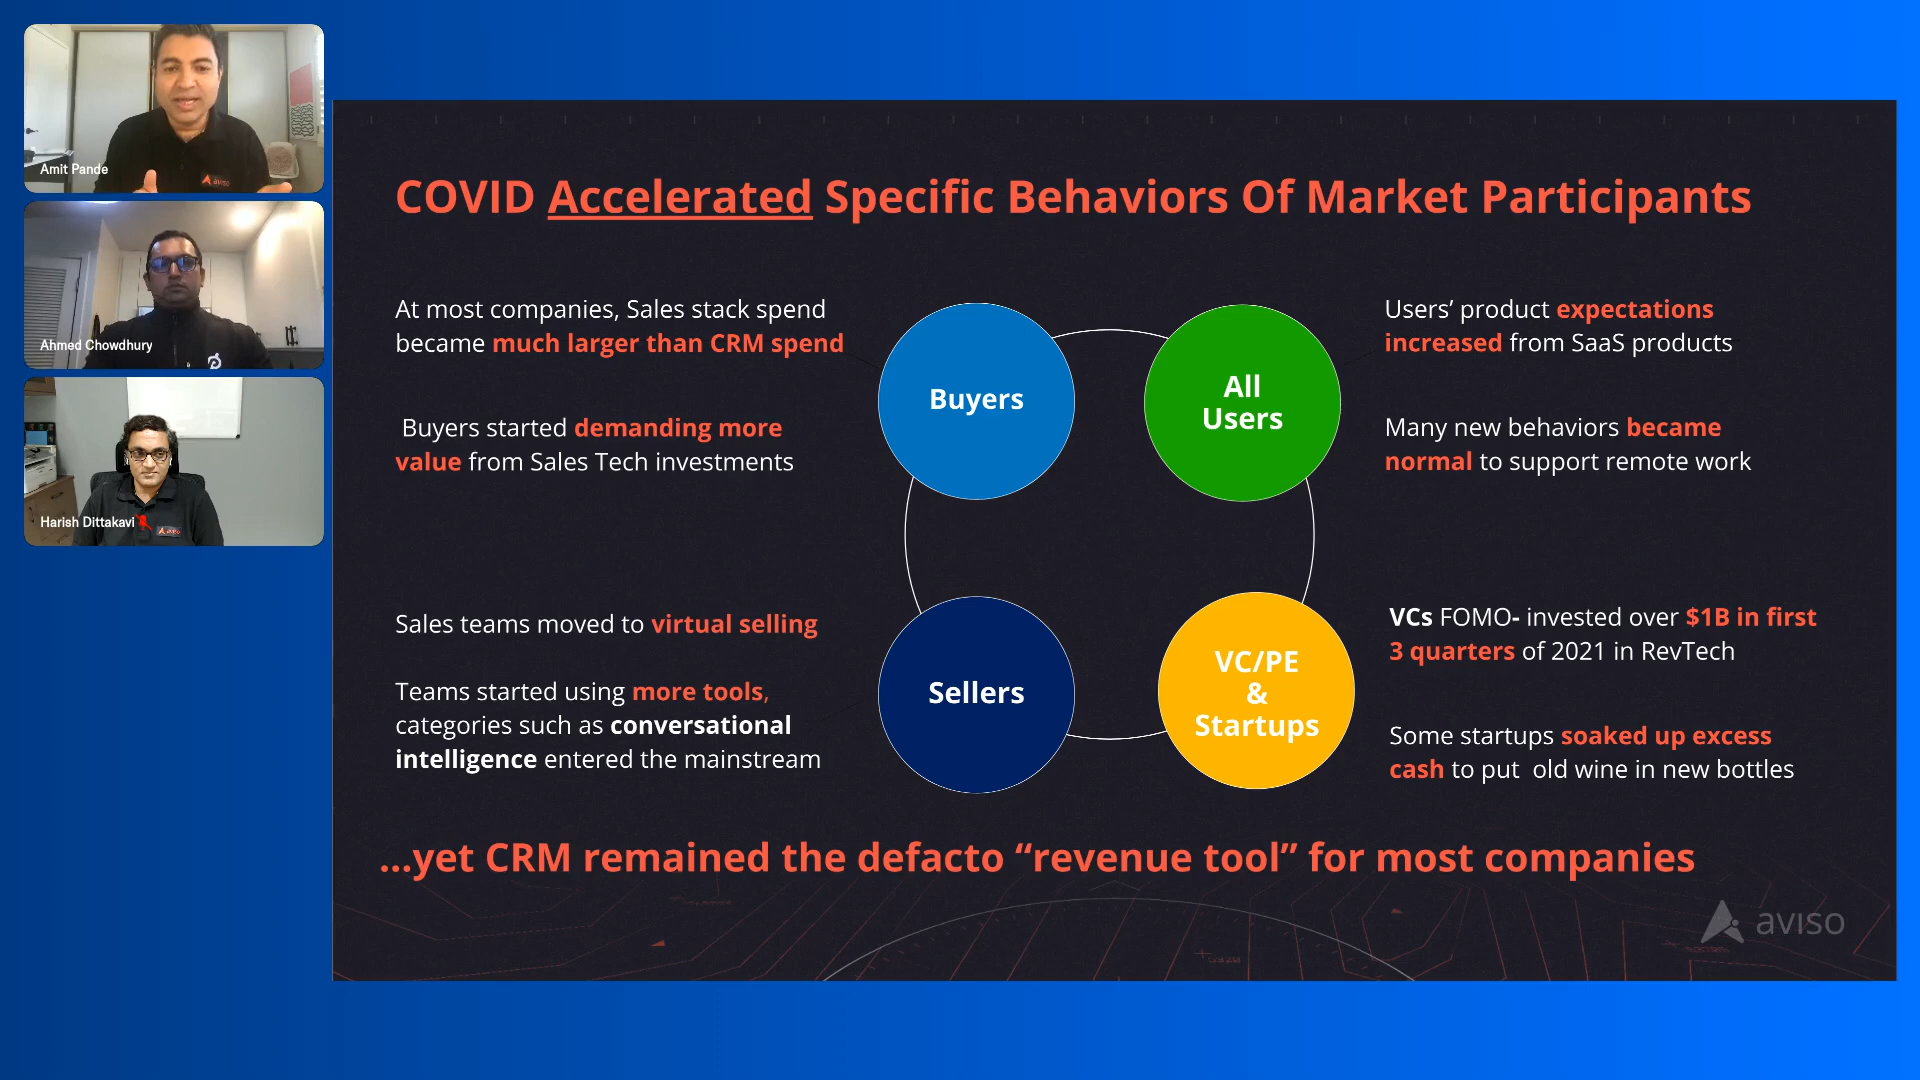 Amit Pande
aviso
Ahmed Chowdhury
Harish Dittakavi
aviso
COVID Accelerated Specific Behaviors Of Market Participants
At most companies, Sales stack spend
became much larger than CRM spend
Buyers started demanding more
value from Sales Tech investments
Buyers
All
Users
Users’ product expectations
increased from SaaS products
Many new behaviors became
normal to support remote work
Sales teams moved to virtual selling
Teams started using more tools,
categories such as conversational
intelligence entered the mainstream
Sellers
VC/PE
&
Startups
VCs FOMO- invested over $1B in first
3 quarters of 2021 in RevTech
Some startups soaked up excess
cash to put  old wine in new bottles
...yet CRM remained the defacto “revenue tool” for most companies
aviso